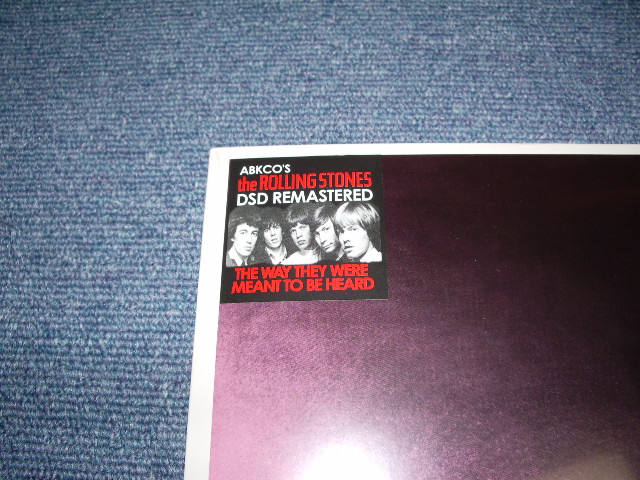 ABKCO'S
the ROLLING STONES
DSD REMASTERED
THE WAY THEY WERE
MEANT TO BE HEARD